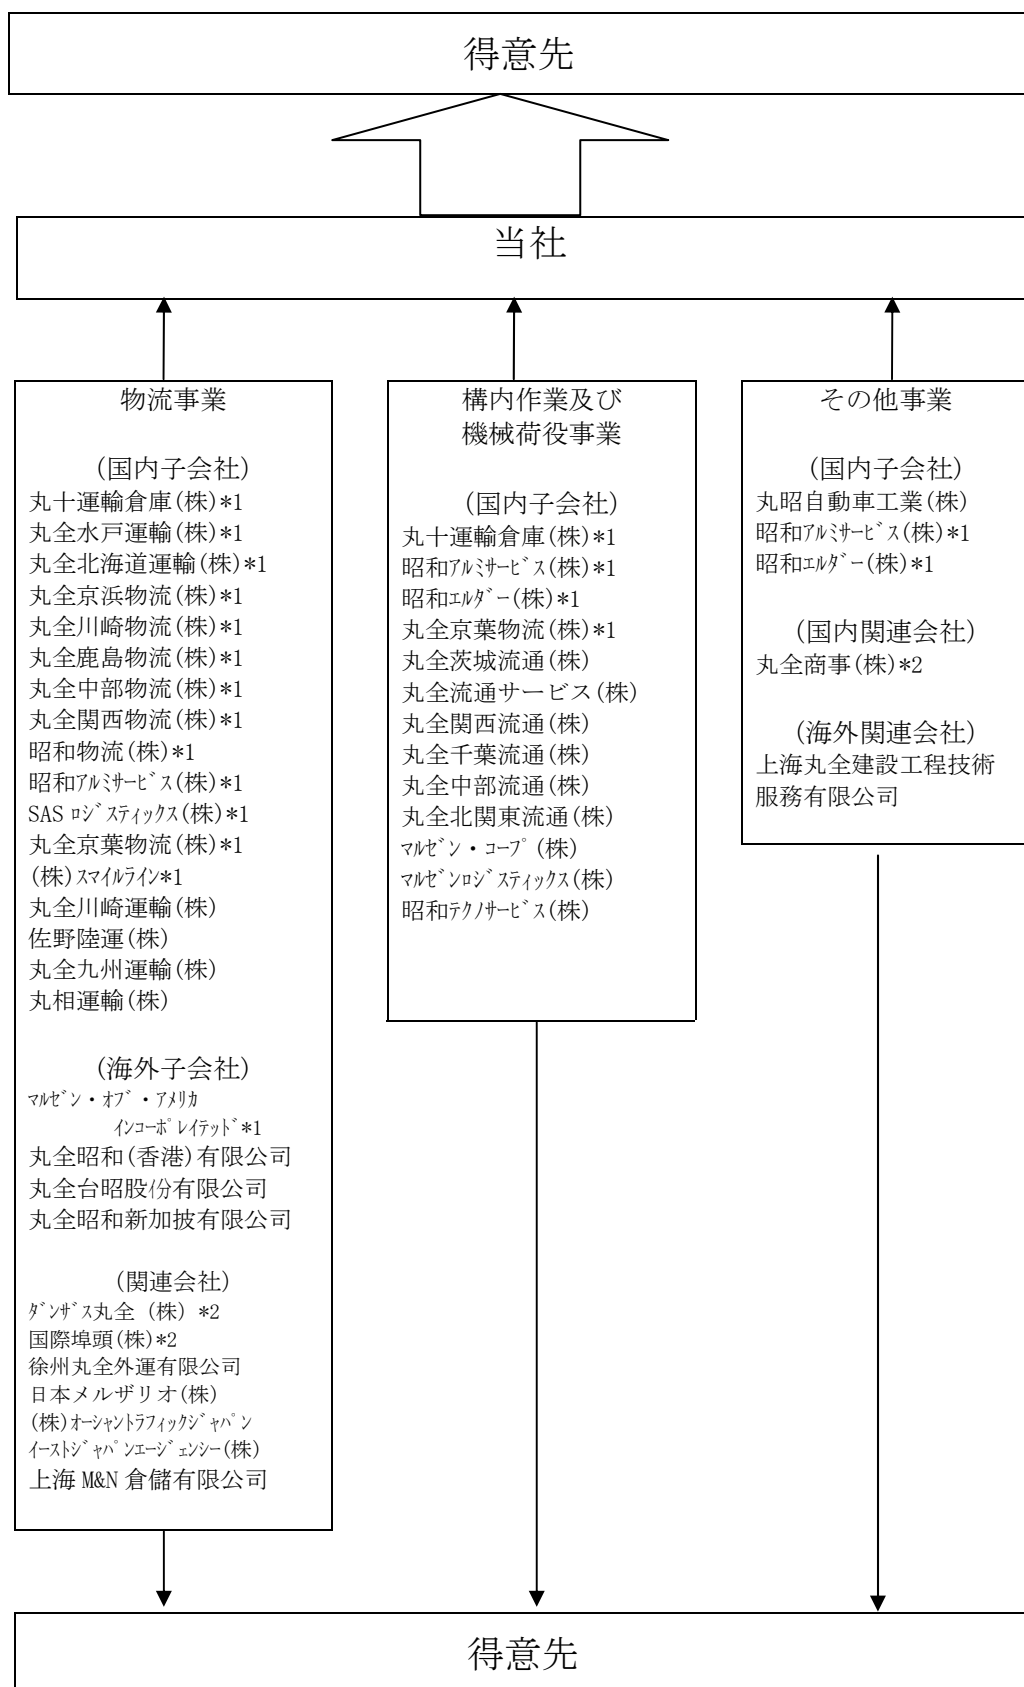 得意先
当社
物流事業
(国内子会社)
丸十運輸倉庫(株)*1
丸全水戸運輸(株)*1
丸全北海道運輸(株)*1
丸全京浜物流(株)*1
丸全川崎物流(株)*1
丸全鹿島物流(株)*1
丸全中部物流(株)*1
丸全関西物流(株)*1
昭和物流(株)*1
昭和ｱﾙﾐｻｰﾋﾞｽ(株)*1
SASﾛｼﾞｽティックス(株)*1
丸全京葉物流(株)*1
(株)ｽﾏｲﾙﾗｲﾝ*1
丸全川崎運輸(株)
佐野陸運(株)
丸全九州運輸(株)
丸相運輸(株)
(海外子会社)
ﾏﾙｾﾞﾝ・ｵﾌﾞ・ｱﾒﾘｶ
ｲﾝｺｰﾎﾟﾚｲﾃｯﾄﾞ*1
丸全昭和(香港)有限公司
丸全台昭股份有限公司
丸全昭和新加披有限公司
(関連会社)
ﾀﾞﾝｻﾞｽ丸全 (株) *2
国際埠頭(株)*2
徐州丸全外運有限公司
日本メルザリオ(株)
(株)ｵｰｼｬﾝﾄﾗﾌｨｯｸｼﾞｬﾊﾟﾝ
ｲｰｽﾄｼﾞｬﾊﾟﾝｴｰｼﾞｪﾝｼｰ(株)
上海M&N倉儲有限公司
構内作業及び
機械荷役事業
(国内子会社)
丸十運輸倉庫(株)*1
昭和ｱﾙﾐｻｰﾋﾞｽ(株)*1
昭和ｴﾙﾀﾞｰ(株)*1
丸全京葉物流(株)*1
丸全茨城流通(株)
丸全流通サービス(株)
丸全関西流通(株)
丸全千葉流通(株)
丸全中部流通(株)
丸全北関東流通(株)
ﾏﾙｾﾞﾝ・ｺｰﾌﾟ(株)
ﾏﾙｾﾞﾝﾛｼﾞｽﾃｨｯｸｽ(株)
昭和ﾃｸﾉｻｰﾋﾞｽ(株)
その他事業
(国内子会社)
丸昭自動車工業(株)
昭和ｱﾙﾐｻｰﾋﾞｽ(株)*1
昭和ｴﾙﾀﾞｰ(株)*1
(国内関連会社)
丸全商事(株)*2
(海外関連会社)
上海丸全建設工程技術
服務有限公司
得意先